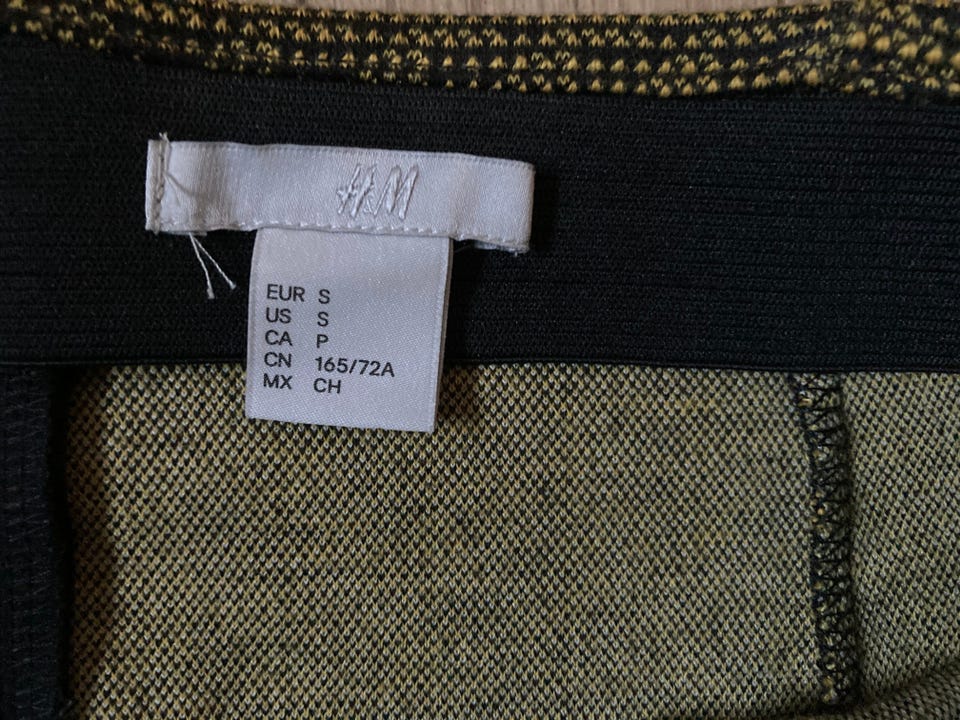 H&M
EUR S
US S
CA P
CN 165/72A
MX CH